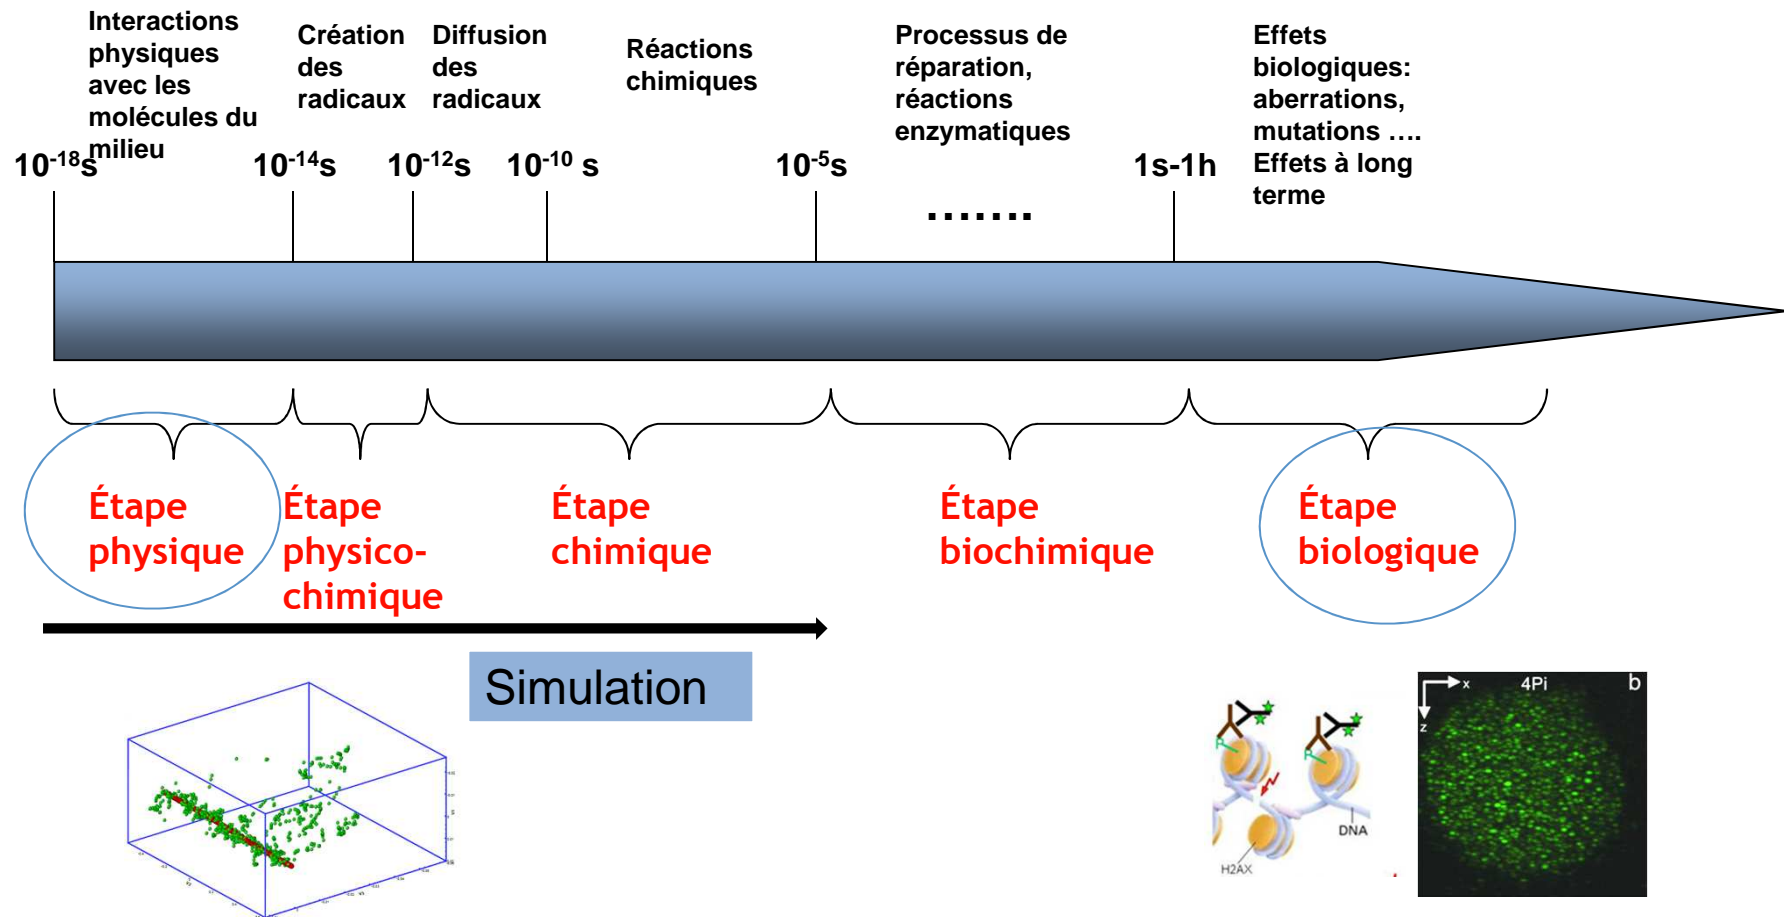 Interactions
physiques
avec les
molécules du
milieu
Création
des
radicaux
Diffusion
des
radicaux
Réactions
chimiques
Processus de
réparation,
réactions
enzymatiques
Effets
biologiques:
aberrations,
mutations ….
Effets à long
terme
10⁻¹⁸s
10⁻¹⁴s
10⁻¹²s
10⁻¹⁰ s
10⁻⁵s
1s-1h
…….
Étape
physique
Étape
physico-
chimique
Étape
chimique
Étape
biochimique
Étape
biologique
Simulation
P
P
DNA
H2AX
x
z
4Pi
b